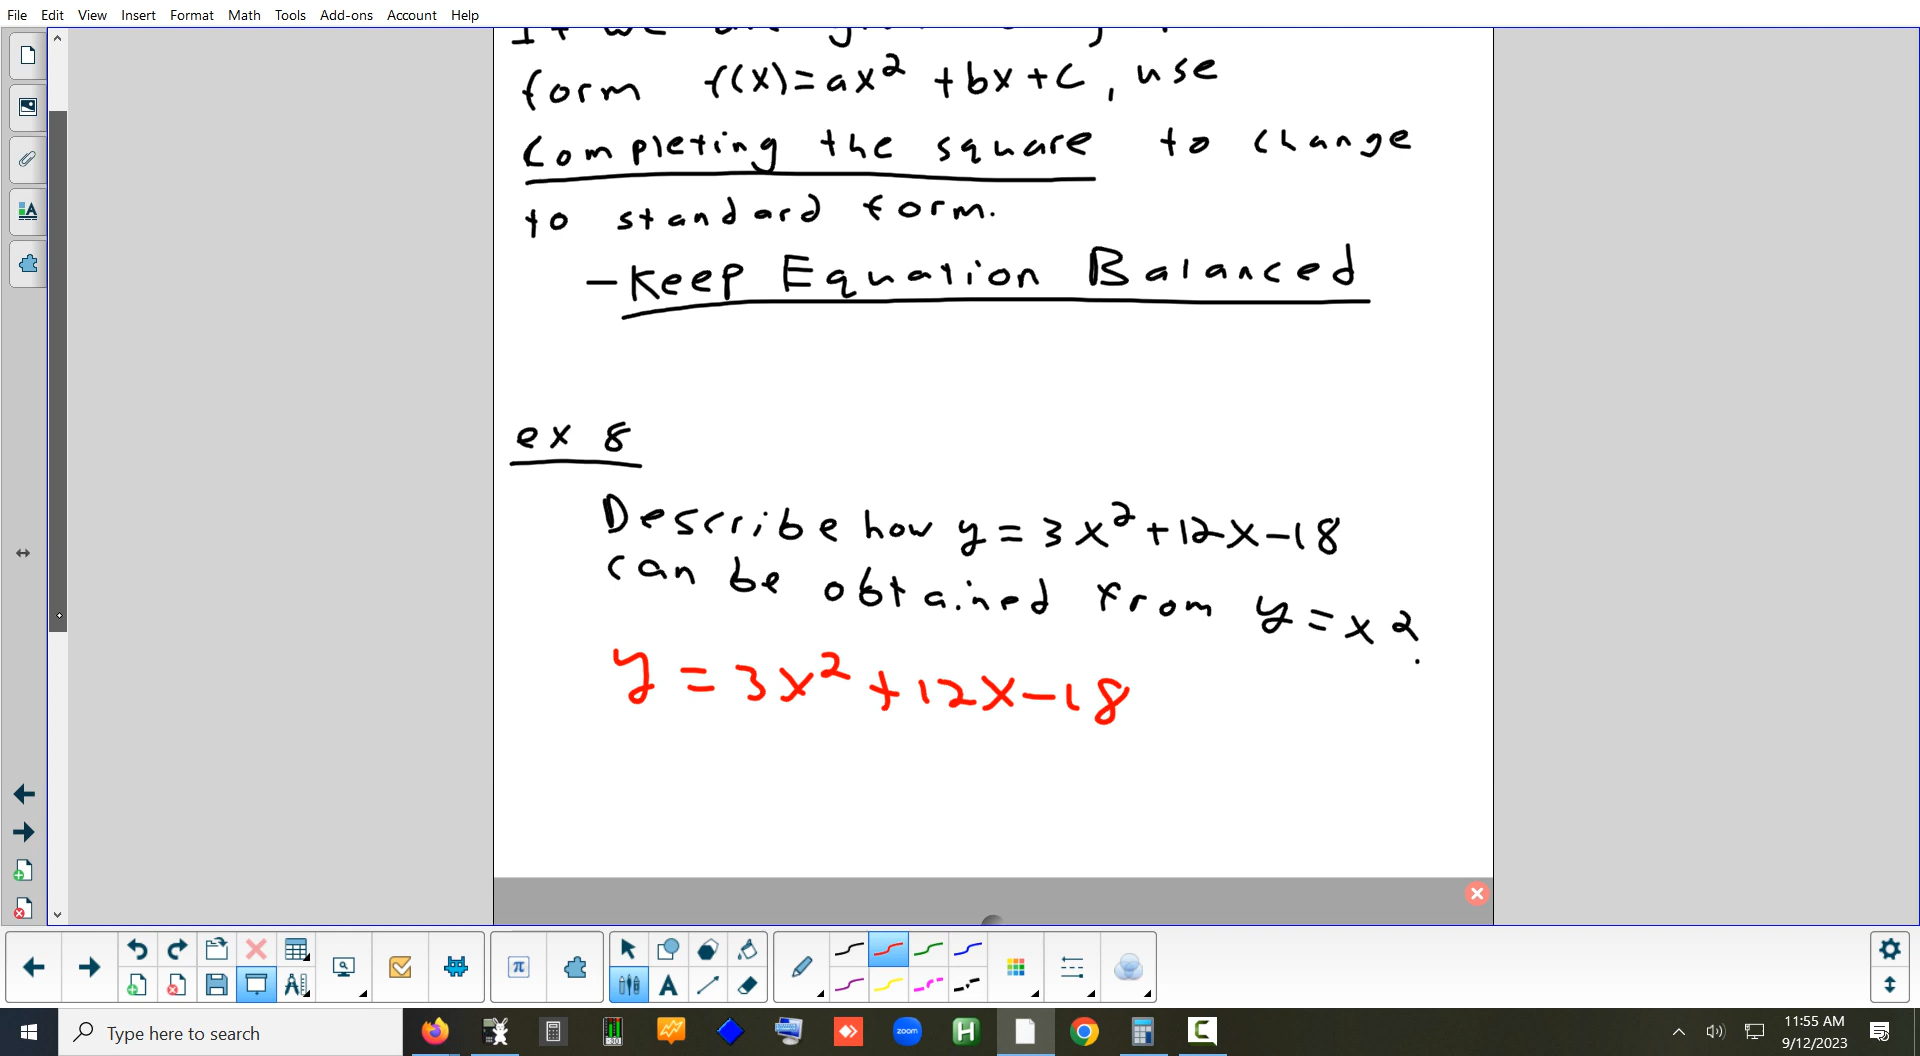 File Edit View Insert Format Math Tools Add-ons Account Help
form f(x)=ax² +bx+c, use
completing the square to change
to standard form.
– Keep Equation Balanced
ex 8
Describe how y = 3x²+12x–18
can be obtained from y = x²
y = 3x² +12x–18
π
A
zoom
H
C
Type here to search
11:55 AM
9/12/2023